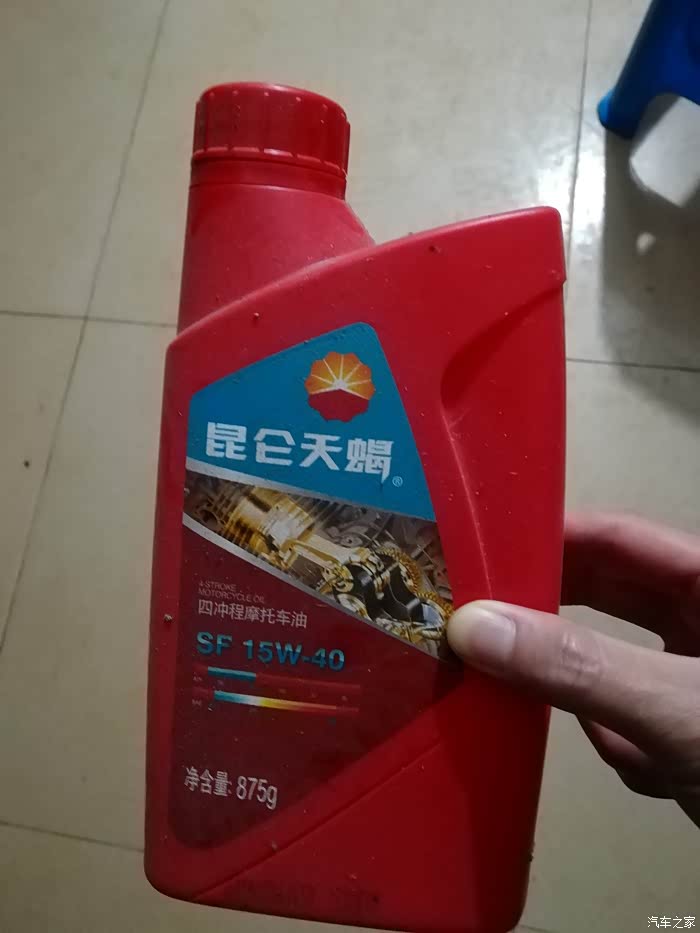 昆仑天蝎®
4-STROKE
MOTORCYCLE OIL
四冲程摩托车油
SF 15W-40
净含量: 875g
汽车之家